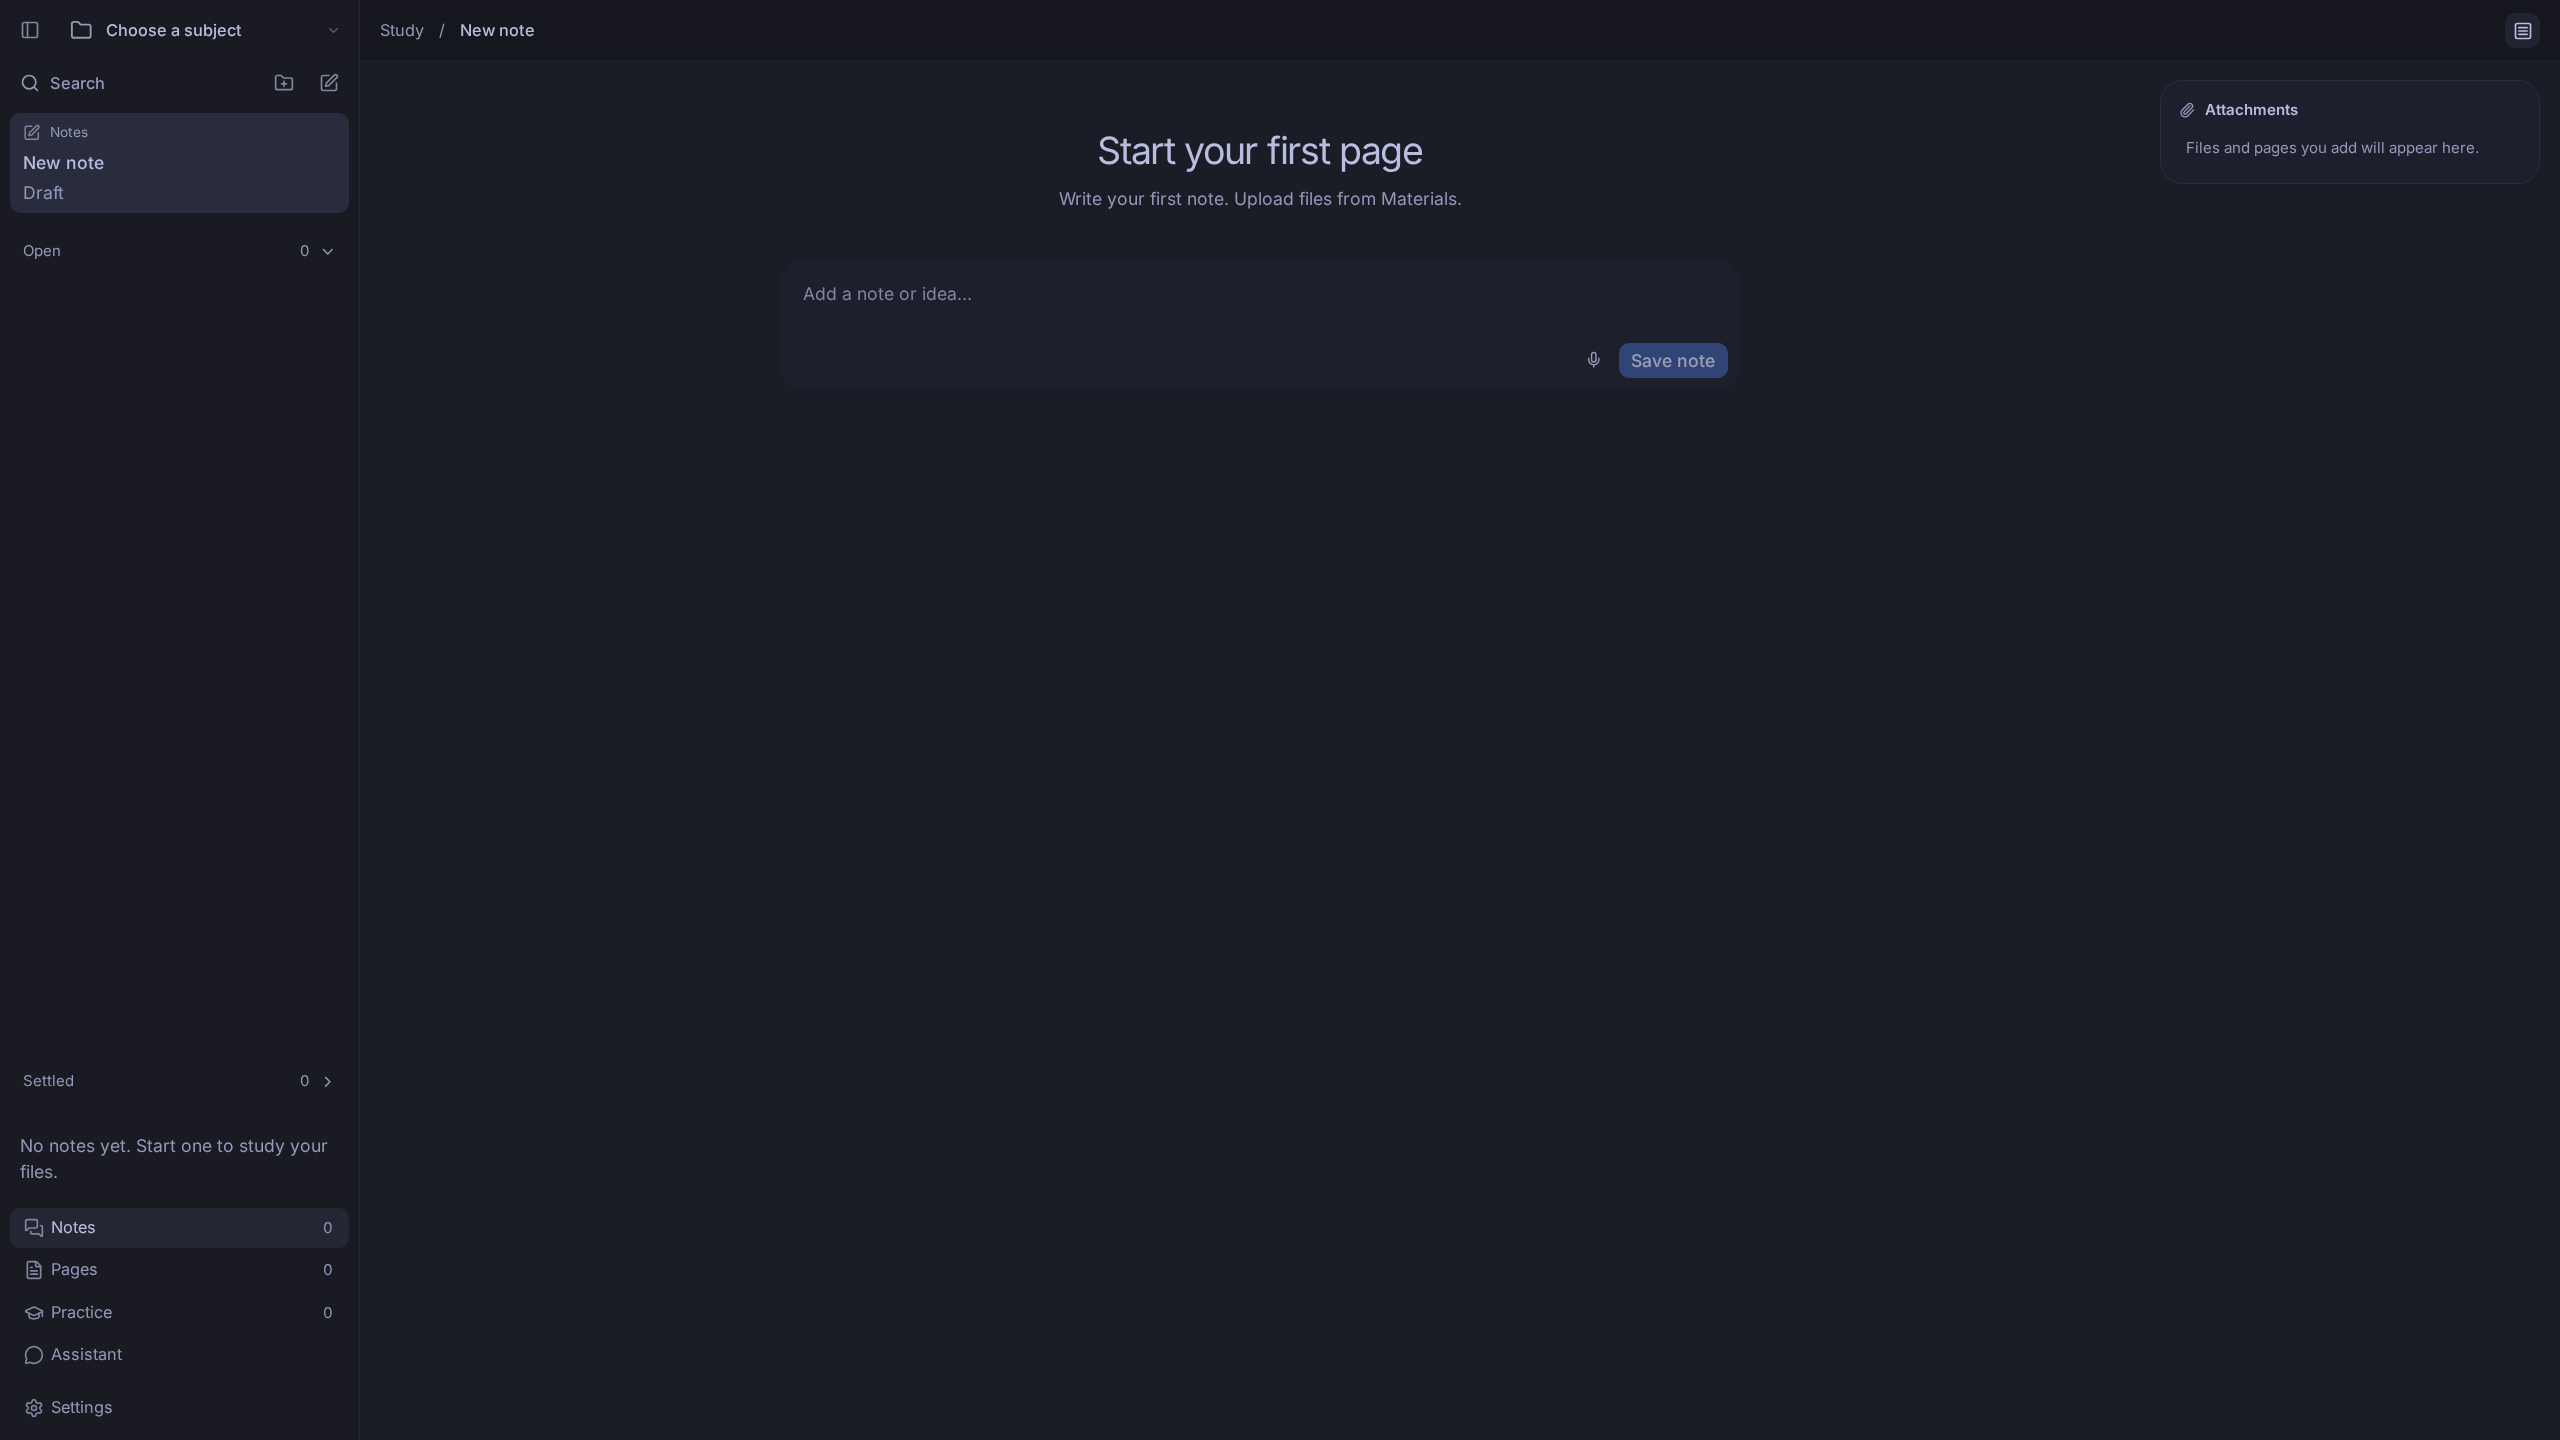 Choose a subject
Search
Notes
New note
Draft
Open 0
Settled 0
No notes yet. Start one to study your
files.
Notes 0
Pages 0
Practice 0
Assistant
Settings
Study / New note
Start your first page
Write your first note. Upload files from Materials.
Add a note or idea...
Save note
Attachments
Files and pages you add will appear here.